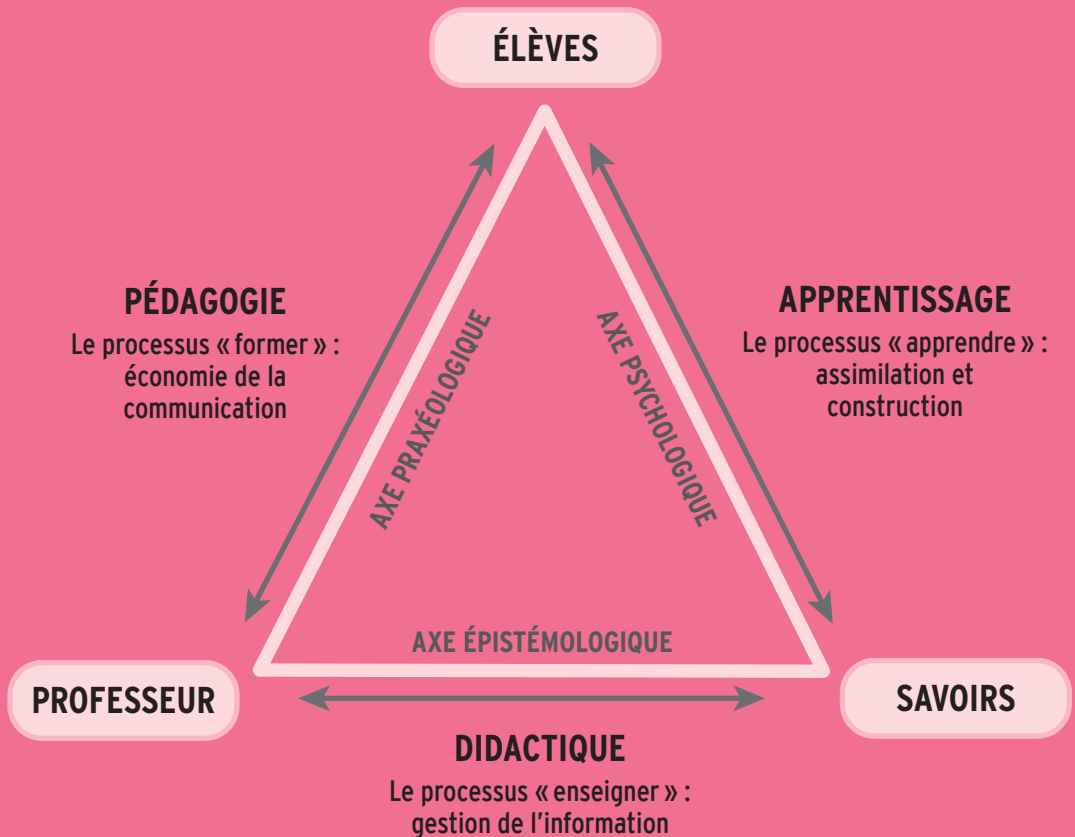 ÉLÈVES
PÉDAGOGIE
Le processus « former » :
économie de la
communication
AXE PRAXÉOLOGIQUE
AXE PSYCHOLOGIQUE
APPRENTISSAGE
Le processus « apprendre » :
assimilation et
construction
AXE ÉPISTÉMOLOGIQUE
PROFESSEUR
SAVOIRS
DIDACTIQUE
Le processus « enseigner » :
gestion de l'information